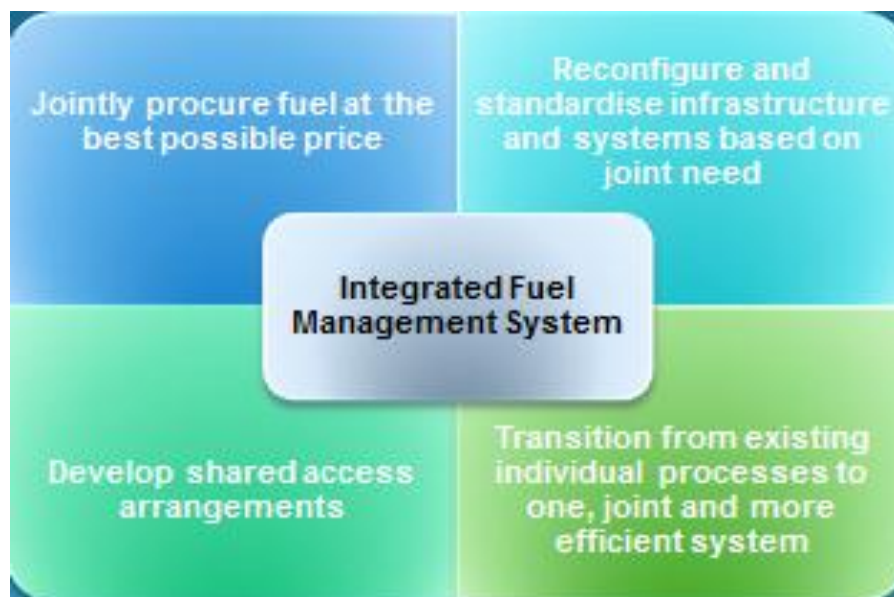 Jointly procure fuel at the
best possible price
Reconfigure and
standardise infrastructure
and systems based on
joint need
Integrated Fuel
Management System
Develop shared access
arrangements
Transition from existing
individual processes to
one, joint and more
efficient system